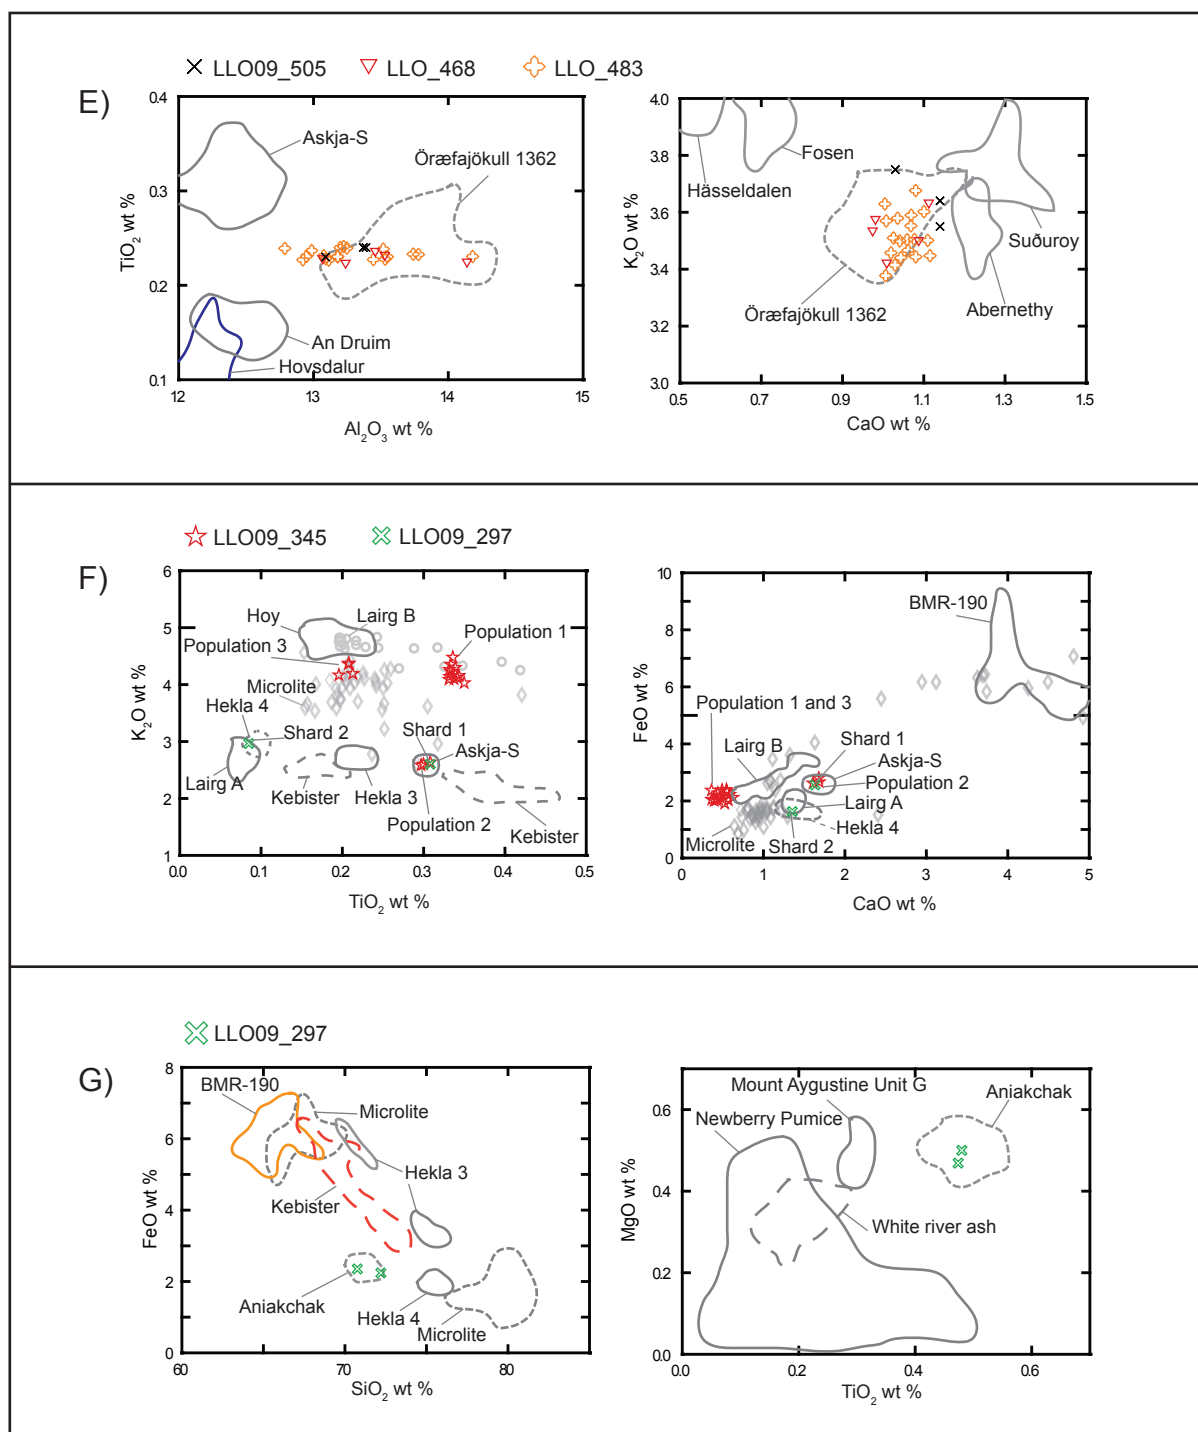 LLO09_505 LLO_468 LLO_483
E)
0.4
0.3
0.2
0.1
TiO2 wt %
Askja-S
Öræfajökull 1362
An Druim
Hovsdalur
12 13 14 15
Al2O3 wt %
4.0
3.8
3.6
3.4
3.2
3.0
K2O wt %
Fosen
Hässeldalen
Suðuroy
Öræfajökull 1362
Abernethy
0.5 0.7 0.9 1.1 1.3 1.5
CaO wt %
LLO09_345 LLO09_297
F)
6
5
4
3
2
1
K2O wt %
Hoy
Lairg B
Population 3
Population 1
Microlite
Hekla 4
Shard 2
Shard 1
Askja-S
Lairg A
Kebister
Hekla 3
Population 2
Kebister
0.0 0.1 0.2 0.3 0.4 0.5
TiO2 wt %
10
8
6
4
2
0
FeO wt %
BMR-190
Population 1 and 3
Lairg B
Shard 1
Askja-S
Population 2
Lairg A
Hekla 4
Microlite
Shard 2
0 1 2 3 4 5
CaO wt %
LLO09_297
G)
8
6
4
2
0
FeO wt %
BMR-190
Microlite
Hekla 3
Kebister
Aniakchak
Hekla 4
Microlite
60 70 80
SiO2 wt %
0.6
0.4
0.2
0.0
MgO wt %
Mount Aygustine Unit G
Newberry Pumice
Aniakchak
White river ash
0.0 0.2 0.4 0.6
TiO2 wt %